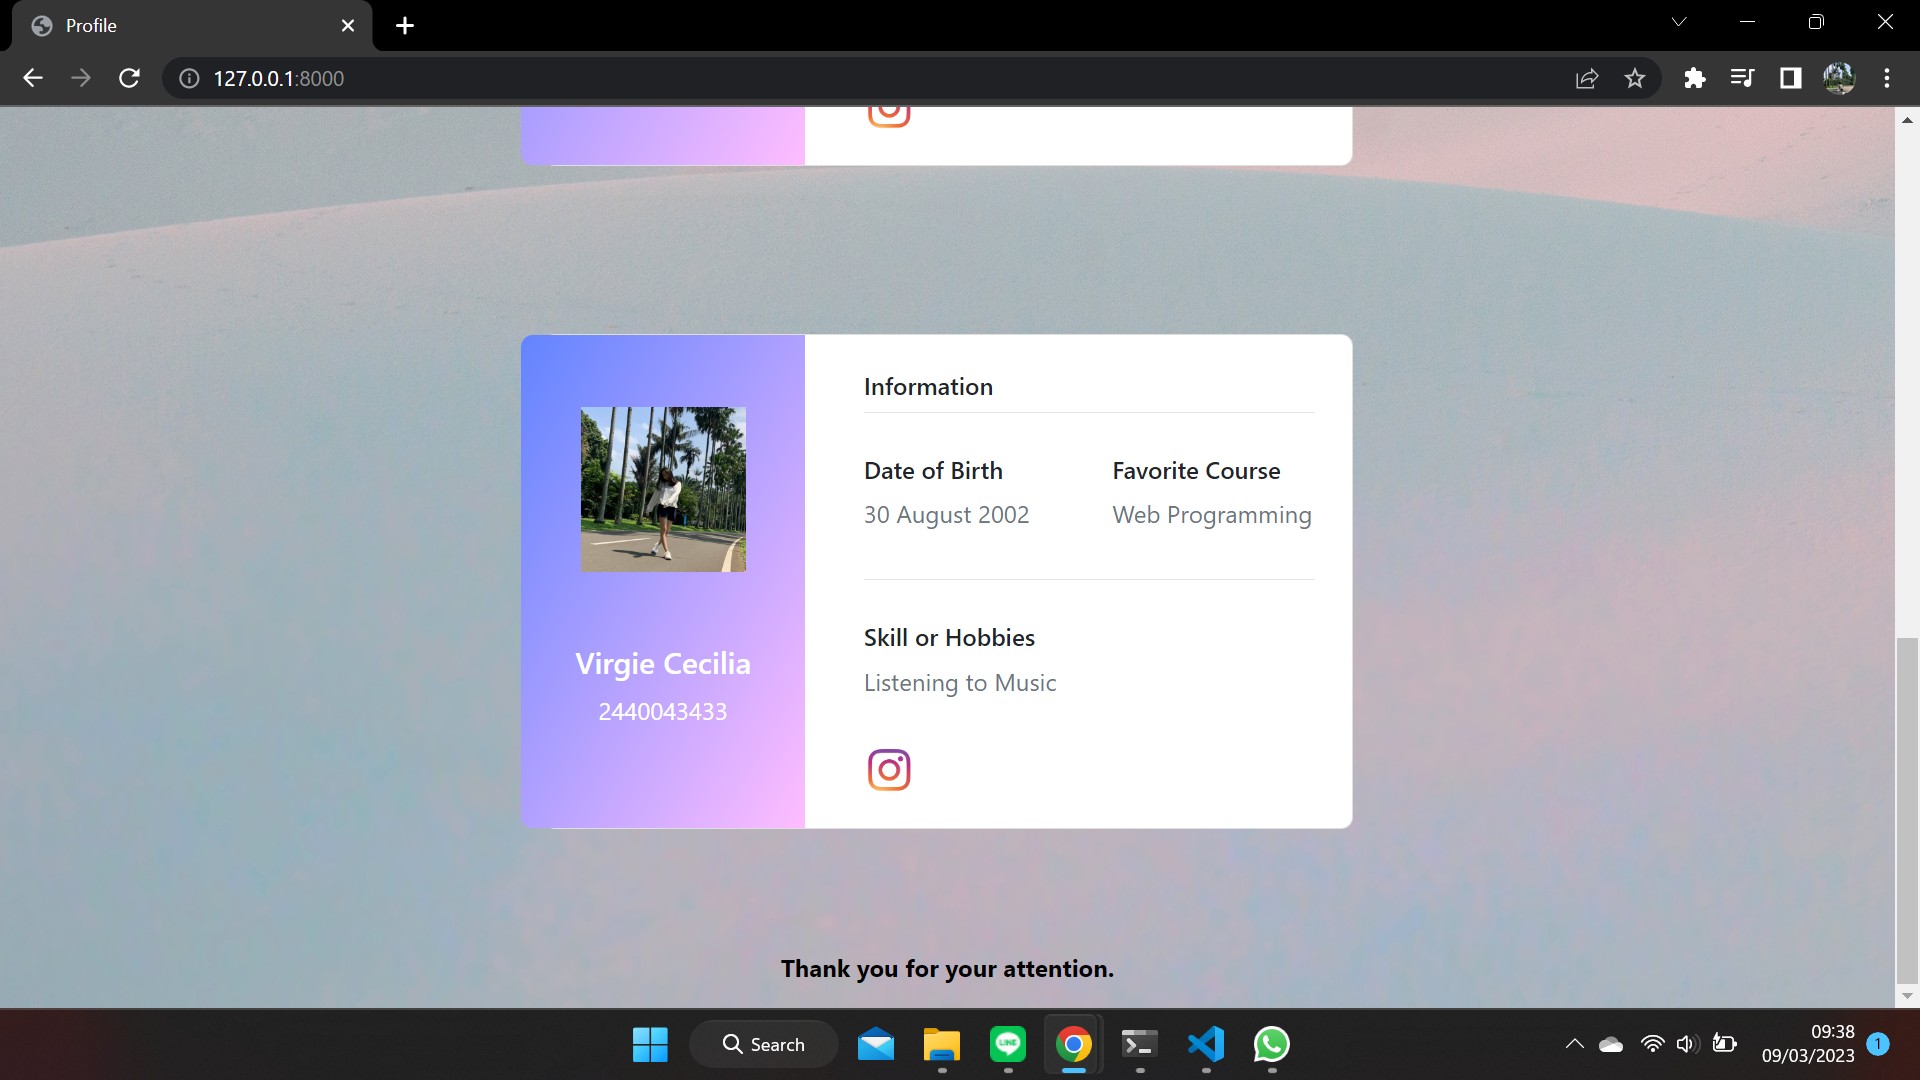 Profile
127.0.0.1:8000
Information
Date of Birth
Favorite Course
30 August 2002
Web Programming
Skill or Hobbies
Listening to Music
Virgie Cecilia
2440043433
Thank you for your attention.
Search
LINE
09:38
09/03/2023
1